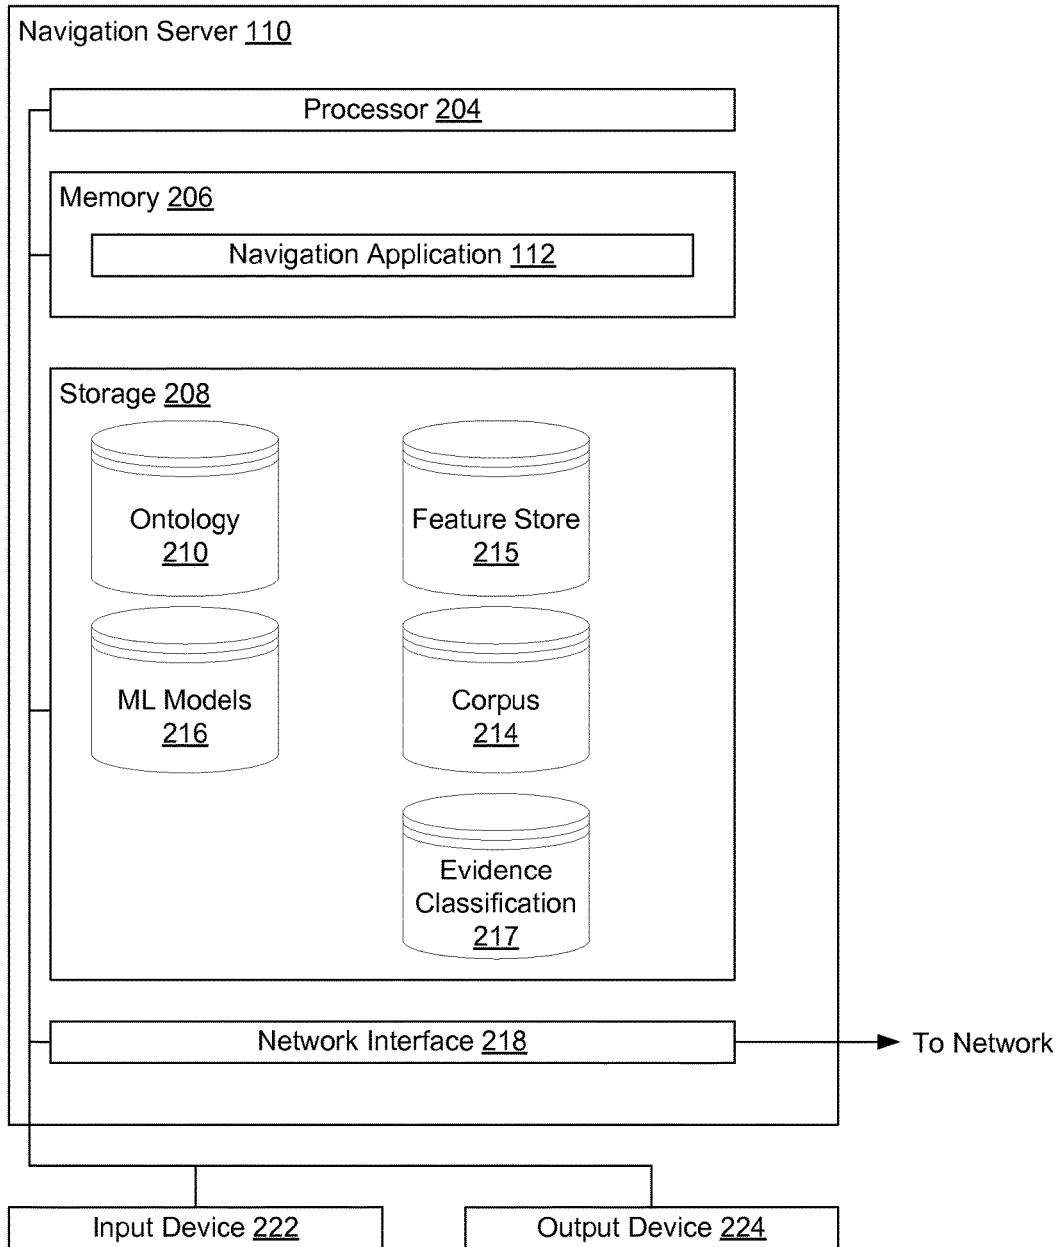 Navigation Server 110
Processor 204
Memory 206
Navigation Application 112
Storage 208
Ontology
210
Feature Store
215
ML Models
216
Corpus
214
Evidence
Classification
217
Network Interface 218
To Network
Input Device 222
Output Device 224